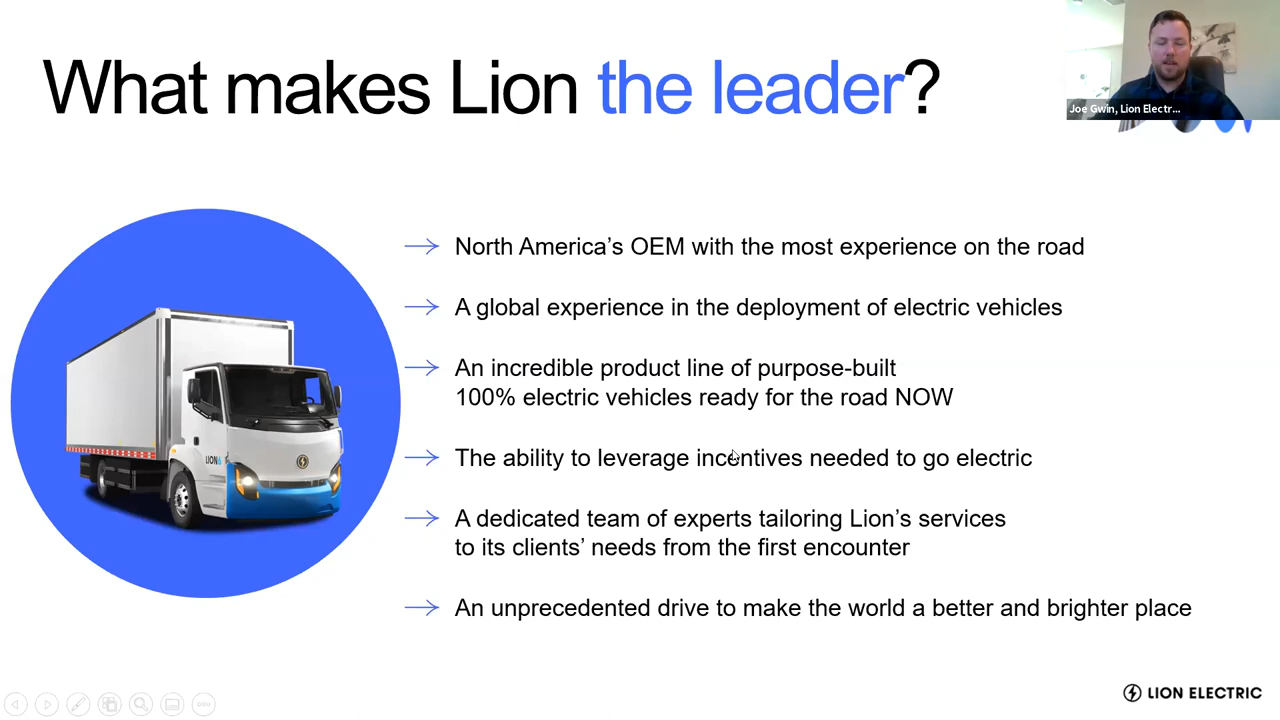 What makes Lion the leader?
Joe Gwin, Lion Electr...
North America’s OEM with the most experience on the road
A global experience in the deployment of electric vehicles
An incredible product line of purpose-built
100% electric vehicles ready for the road NOW
The ability to leverage incentives needed to go electric
A dedicated team of experts tailoring Lion’s services
to its clients’ needs from the first encounter
An unprecedented drive to make the world a better and brighter place
LION
LION ELECTRIC